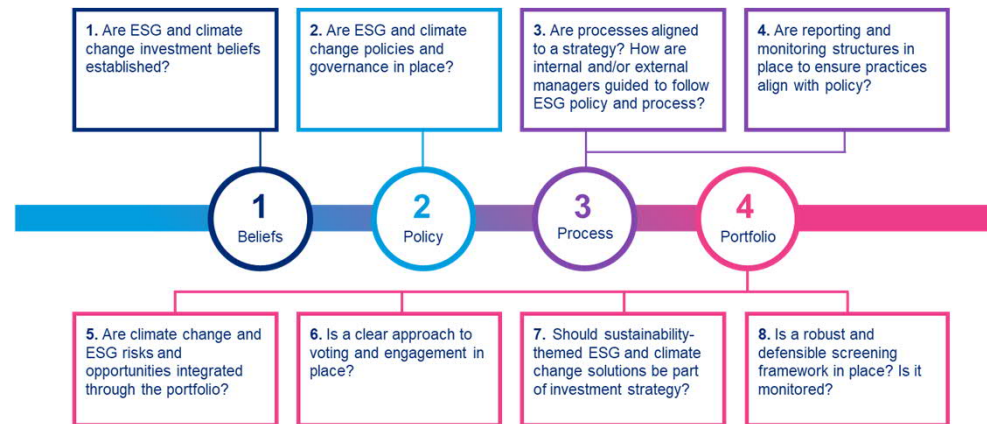 1. Are ESG and climate
change investment beliefs
established?
2. Are ESG and climate
change policies and
governance in place?
3. Are processes aligned
to a strategy? How are
internal and/or external
managers guided to follow
ESG policy and process?
4. Are reporting and
monitoring structures in
place to ensure practices
align with policy?
1
Beliefs
2
Policy
3
Process
4
Portfolio
5. Are climate change and
ESG risks and
opportunities integrated
through the portfolio?
6. Is a clear approach to
voting and engagement in
place?
7. Should sustainability-
themed ESG and climate
change solutions be part
of investment strategy?
8. Is a robust and
defensible screening
framework in place? Is it
monitored?